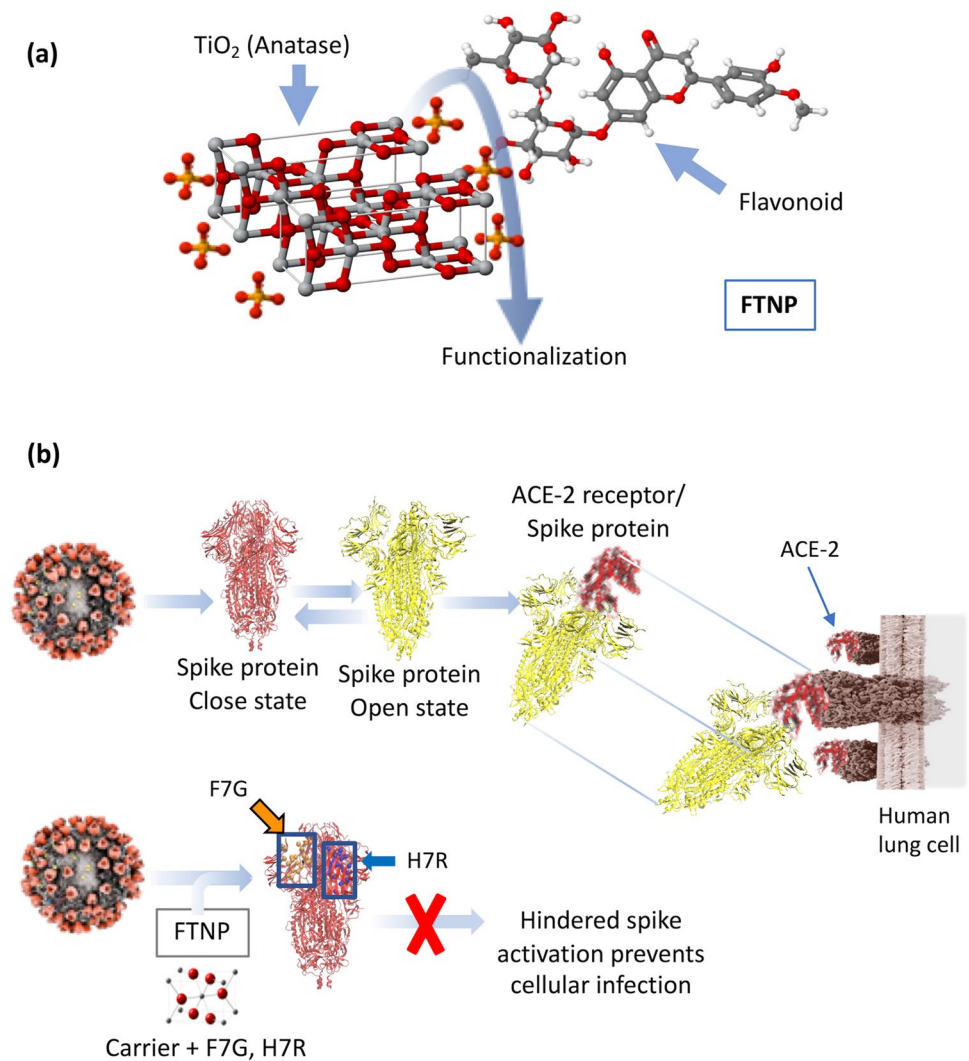 (a)
TiO₂ (Anatase)
Flavonoid
FTNP
Functionalization
(b)
ACE-2 receptor/
Spike protein
ACE-2
Spike protein
Close state
Spike protein
Open state
Human
lung cell
F7G
H7R
FTNP
Hindered spike
activation prevents
cellular infection
Carrier + F7G, H7R